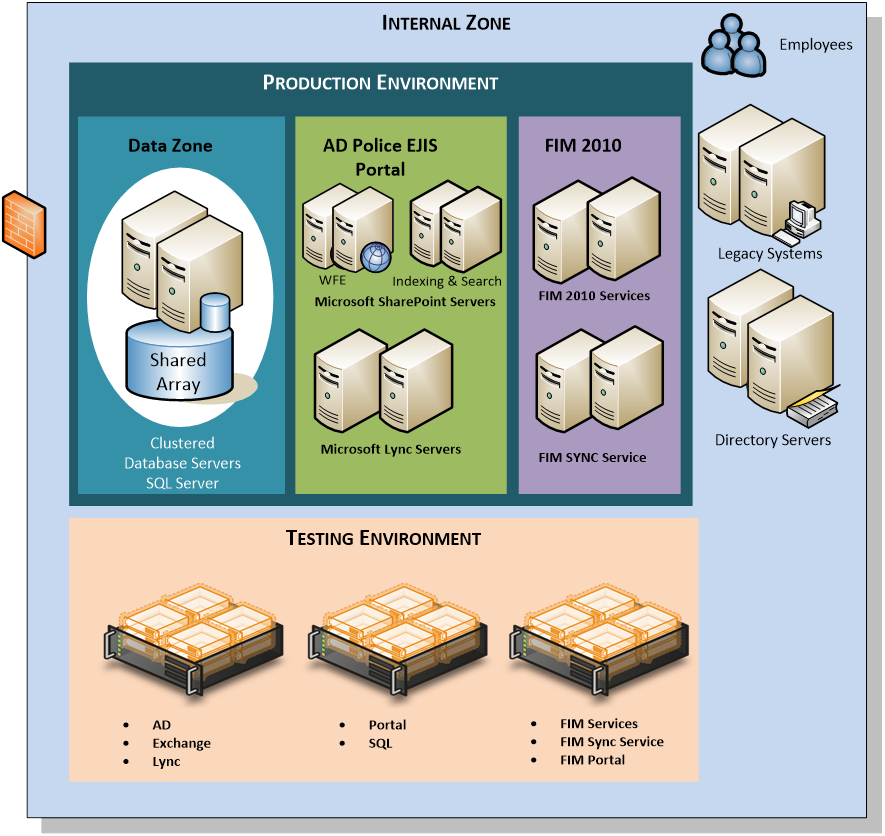 INTERNAL ZONE
Employees
PRODUCTION ENVIRONMENT
Data Zone
Shared
Array
Clustered
Database Servers
SQL Server
AD Police EJIS
Portal
WFE
Indexing & Search
Microsoft SharePoint Servers
Microsoft Lync Servers
FIM 2010
FIM 2010 Services
FIM SYNC Service
Legacy Systems
Directory Servers
TESTING ENVIRONMENT
• AD
• Exchange
• Lync
• Portal
• SQL
• FIM Services
• FIM Sync Service
• FIM Portal